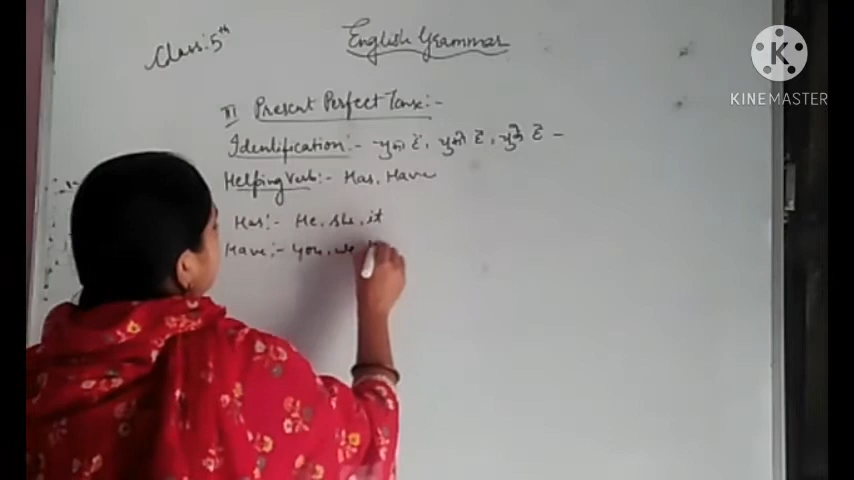 Class:- 5th
English Grammar
KINEMASTER
III Present Perfect Tense:-
Identification:- चुका है, चुकी है, चुके हैं -
Helping Verb:- Has, Have
Has:- He, she, it
Have:- You, we